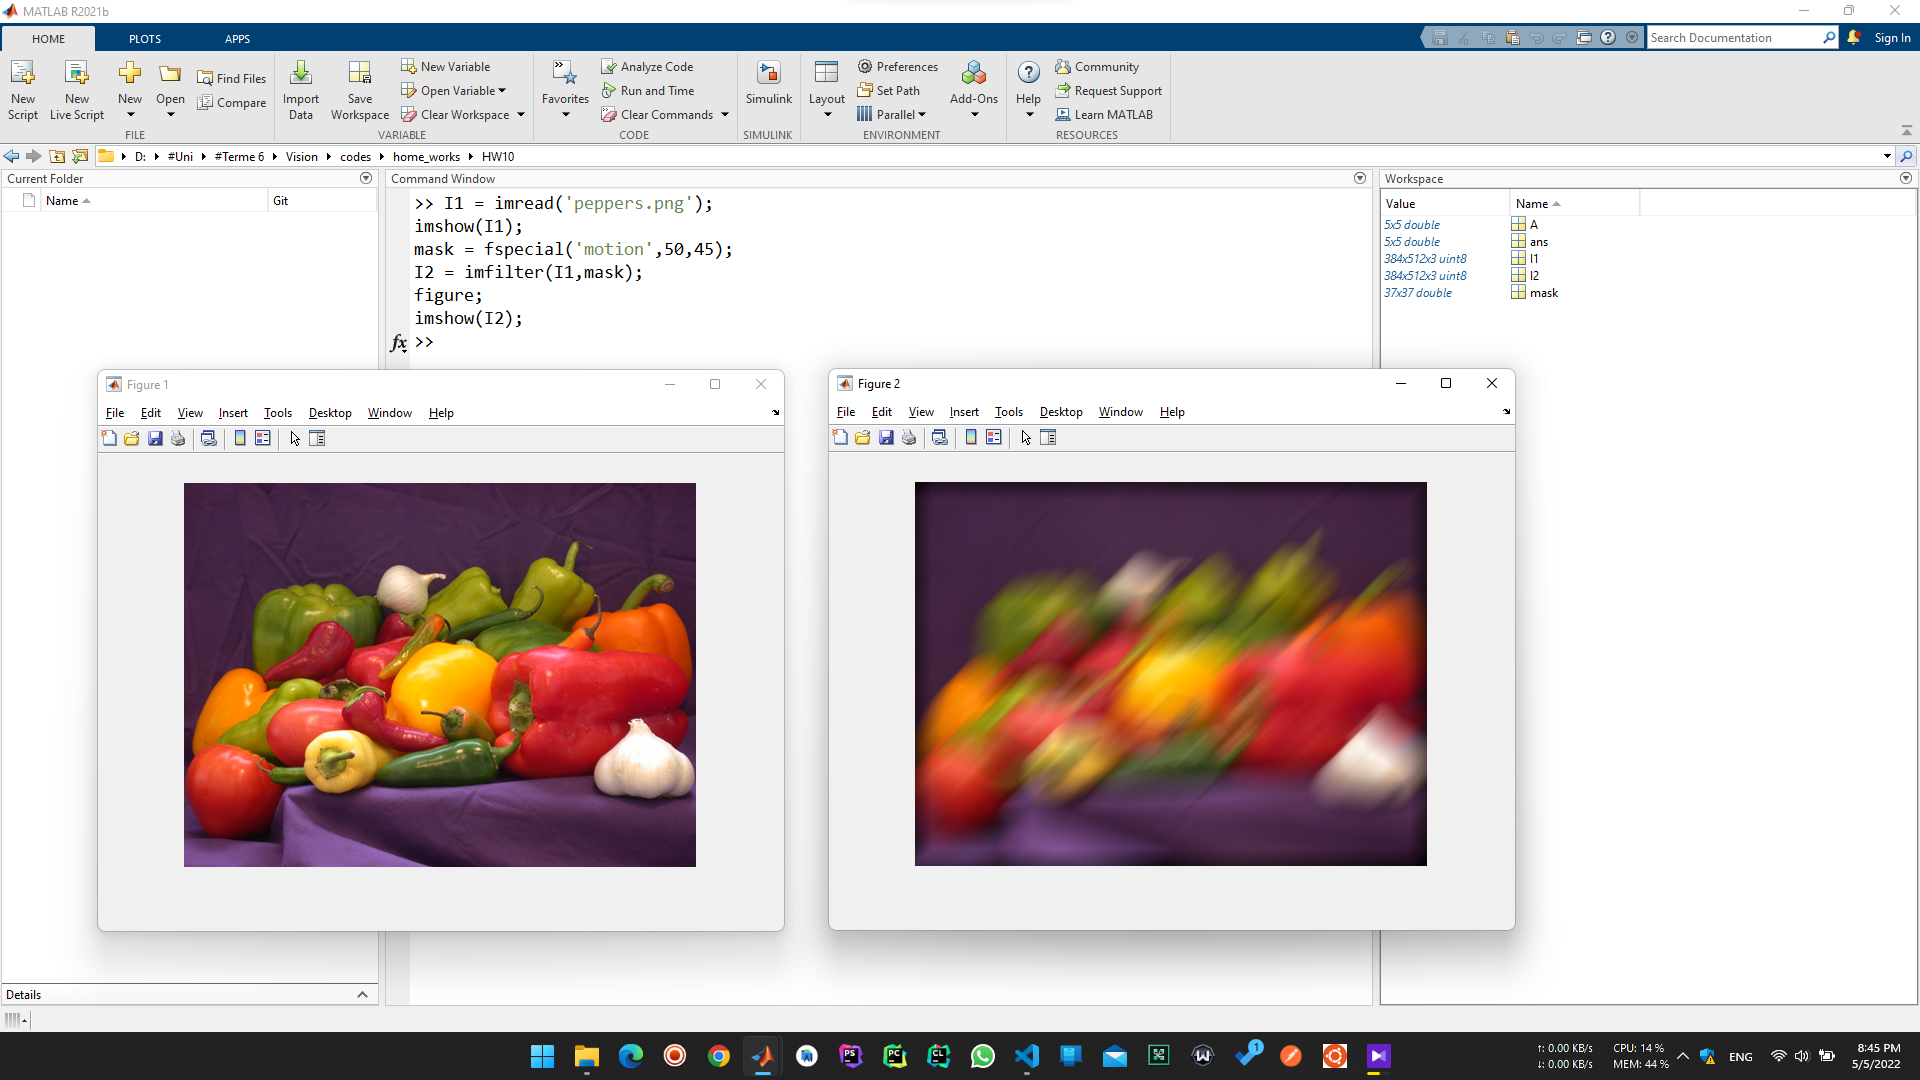 MATLAB R2021b
HOME PLOTS APPS
Search Documentation Sign In
New Script
New Live Script
New
Open
Find Files
Compare
FILE
Import Data
Save Workspace
New Variable
Open Variable
Clear Workspace
VARIABLE
Favorites
Analyze Code
Run and Time
Clear Commands
CODE
Simulink
SIMULINK
Layout
Preferences
Set Path
Parallel
ENVIRONMENT
Add-Ons
Help
Community
Request Support
Learn MATLAB
RESOURCES
D: #Uni #Terme 6 Vision codes home_works HW10
Current Folder
Name Git
Command Window
>> I1 = imread('peppers.png');
imshow(I1);
mask = fspecial('motion',50,45);
I2 = imfilter(I1,mask);
figure;
imshow(I2);
fx >>
Workspace
Value Name
5x5 double A
5x5 double ans
384x512x3 uint8 I1
384x512x3 uint8 I2
37x37 double mask
Figure 1
File Edit View Insert Tools Desktop Window Help
Figure 2
File Edit View Insert Tools Desktop Window Help
Details
PS PC CL 1
↑: 0.00 KB/s
↓: 0.00 KB/s
CPU: 14 %
MEM: 44 %
ENG
8:45 PM
5/5/2022